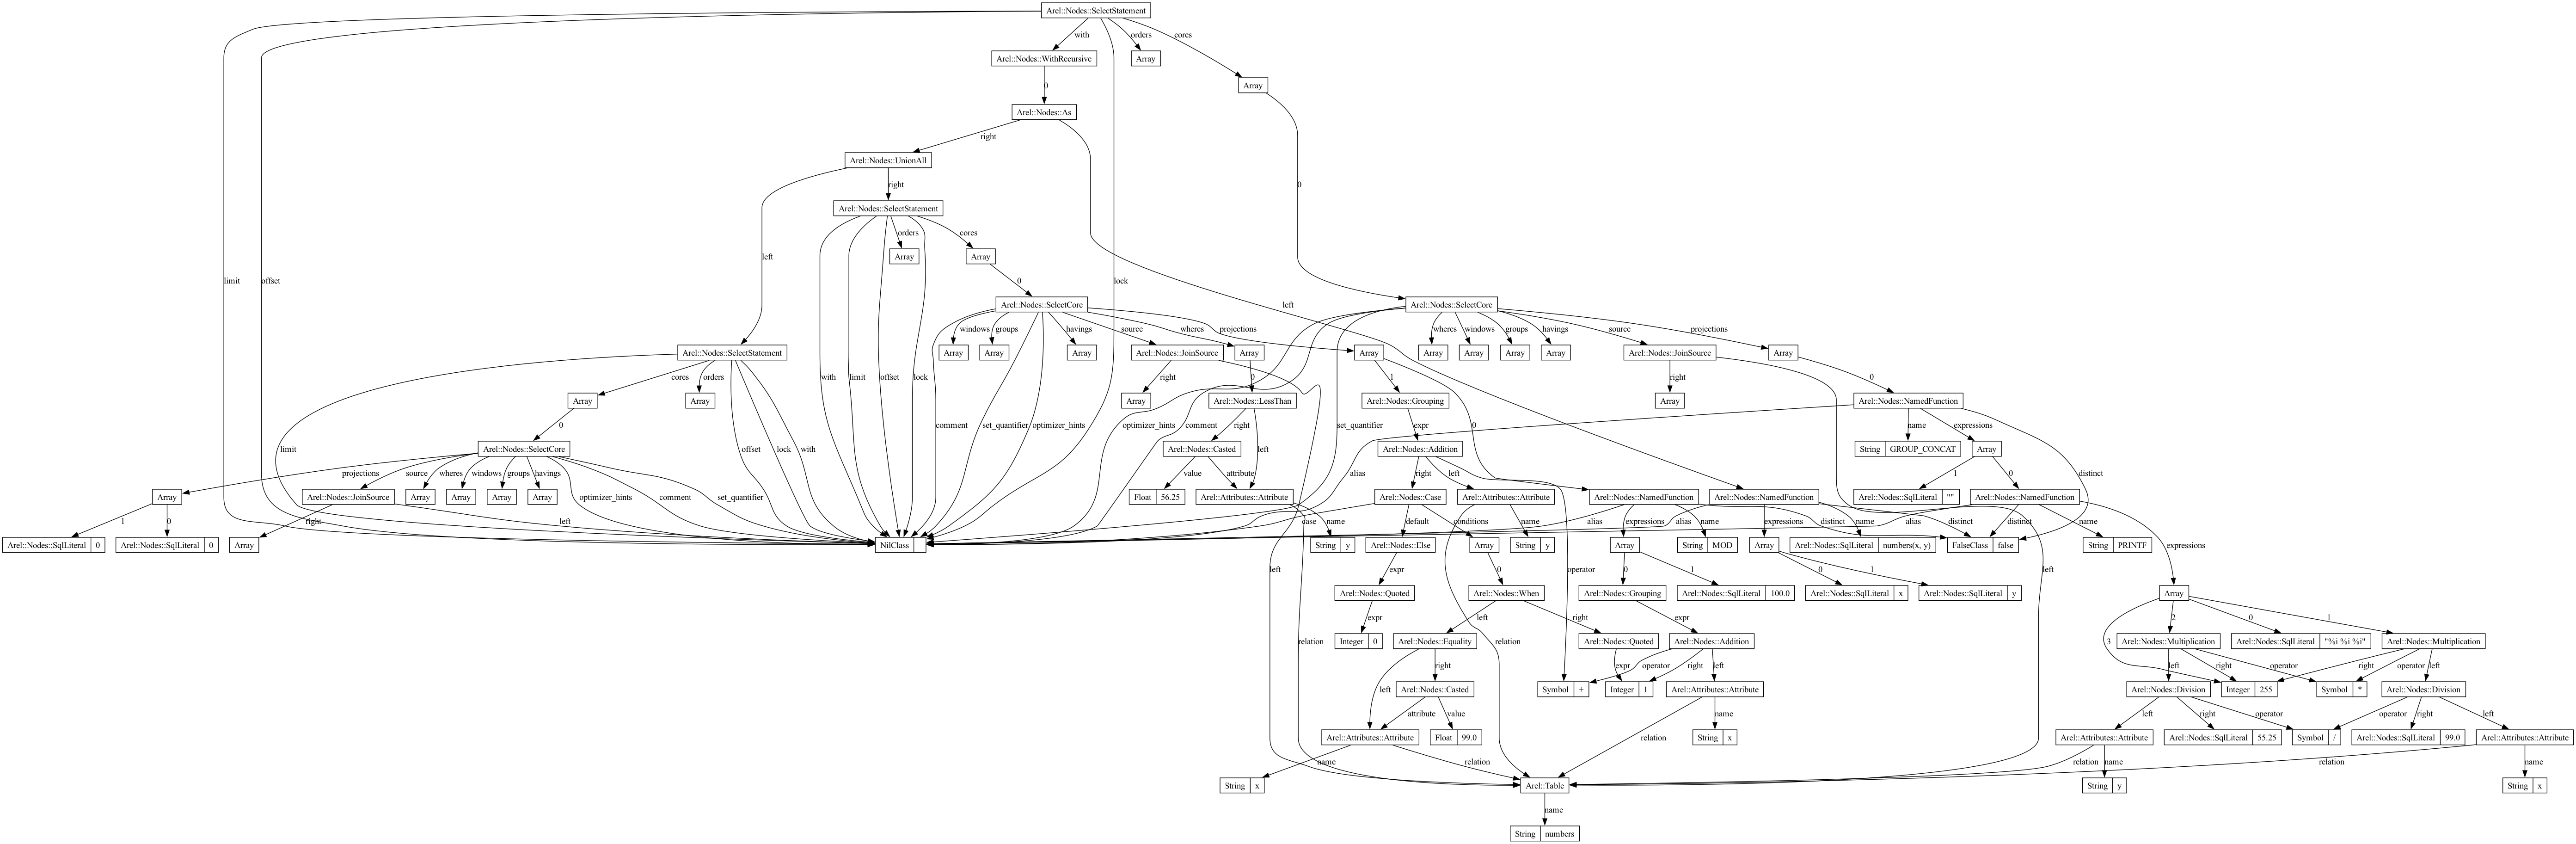 Arel::Nodes::SelectStatement
with
orders
cores
Arel::Nodes::WithRecursive
Array
Array
0
Arel::Nodes::As
right
Arel::Nodes::UnionAll
right
0
Arel::Nodes::SelectStatement
orders
cores
left
Array
Array
limit
offset
lock
0
left
Arel::Nodes::SelectCore
Arel::Nodes::SelectCore
windows
groups
havings
source
wheres
projections
wheres
windows
groups
havings
source
projections
Arel::Nodes::SelectStatement
Array
Array
Array
Arel::Nodes::JoinSource
Array
Array
Array
Array
Array
Array
Arel::Nodes::JoinSource
Array
cores
orders
with
limit
offset
lock
right
0
1
right
0
Array
Array
Array
Arel::Nodes::LessThan
Arel::Nodes::Grouping
Array
Arel::Nodes::NamedFunction
0
comment
set_quantifier
optimizer_hints
optimizer_hints
comment
right
left
set_quantifier
expr
0
name
expressions
Arel::Nodes::SelectCore
limit
offset
lock
with
Arel::Nodes::Casted
Arel::Nodes::Addition
String GROUP_CONCAT
Array
projections
source
wheres
windows
groups
havings
optimizer_hints
comment
set_quantifier
value
attribute
alias
right
left
1
0
distinct
Array
Arel::Nodes::JoinSource
Array
Array
Array
Array
Float 56.25
Arel::Attributes::Attribute
Arel::Nodes::Case
Arel::Attributes::Attribute
Arel::Nodes::NamedFunction
Arel::Nodes::NamedFunction
Arel::Nodes::SqlLiteral ""
Arel::Nodes::NamedFunction
1
0
right
left
name
case
default
conditions
name
alias
expressions
name
alias
distinct
expressions
name
distinct
alias
distinct
name
expressions
Arel::Nodes::SqlLiteral 0
Arel::Nodes::SqlLiteral 0
Array
NilClass
String y
Arel::Nodes::Else
Array
String y
Array
String MOD
Array
Arel::Nodes::SqlLiteral numbers(x, y)
FalseClass false
String PRINTF
left
expr
0
operator
0
1
0
1
left
Arel::Nodes::Quoted
Arel::Nodes::When
Arel::Nodes::Grouping
Arel::Nodes::SqlLiteral 100.0
Arel::Nodes::SqlLiteral x
Arel::Nodes::SqlLiteral y
Array
expr
left
right
expr
3
2
0
1
relation
Integer 0
Arel::Nodes::Equality
relation
Arel::Nodes::Quoted
Arel::Nodes::Addition
Arel::Nodes::Multiplication
Arel::Nodes::SqlLiteral "%i %i %i"
Arel::Nodes::Multiplication
left
right
expr
operator
right
left
left
right
operator
right
operator
left
Arel::Nodes::Casted
Symbol +
Integer 1
Arel::Attributes::Attribute
Arel::Nodes::Division
Integer 255
Symbol *
Arel::Nodes::Division
attribute
value
relation
name
left
right
operator
operator
right
left
Arel::Attributes::Attribute
Float 99.0
String x
Arel::Attributes::Attribute
Arel::Nodes::SqlLiteral 55.25
Symbol /
Arel::Nodes::SqlLiteral 99.0
Arel::Attributes::Attribute
name
relation
relation
name
relation
name
String x
Arel::Table
String y
String x
name
String numbers